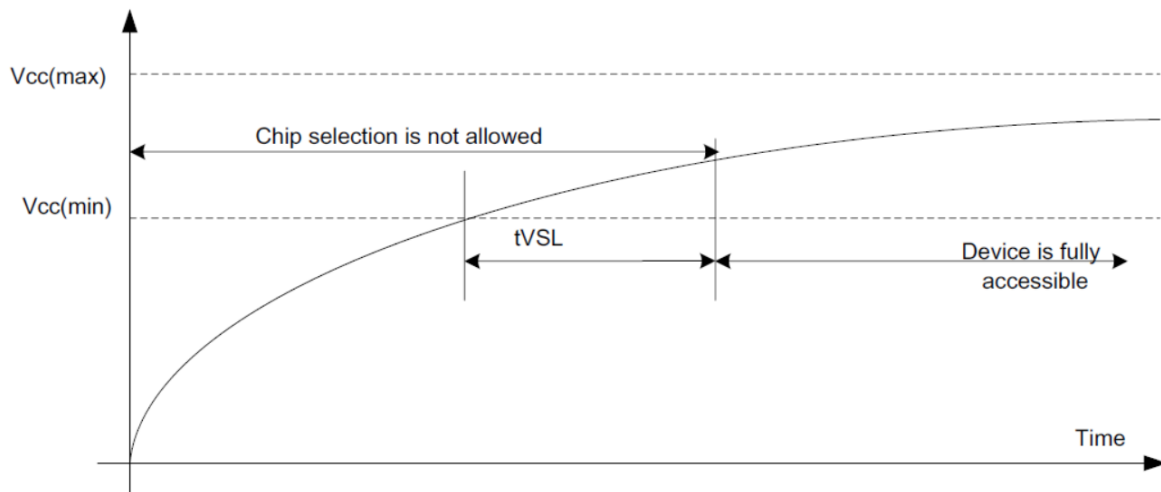 Vcc(max)
Chip selection is not allowed
Vcc(min)
tVSL
Device is fully
accessible
Time